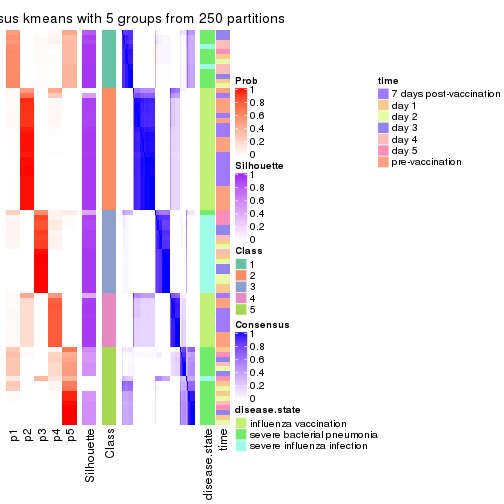 sus kmeans with 5 groups from 250 partitions
Prob
1
0.8
0.6
0.4
0.2
0
Silhouette
1
0.8
0.6
0.4
0.2
0
Class
1
2
3
4
5
Consensus
1
0.8
0.6
0.4
0.2
0
disease.state
influenza vaccination
severe bacterial pneumonia
severe influenza infection
time
7 days post-vaccination
day 1
day 2
day 3
day 4
day 5
pre-vaccination
p1
p2
p3
p4
p5
Silhouette
Class
disease.state
time